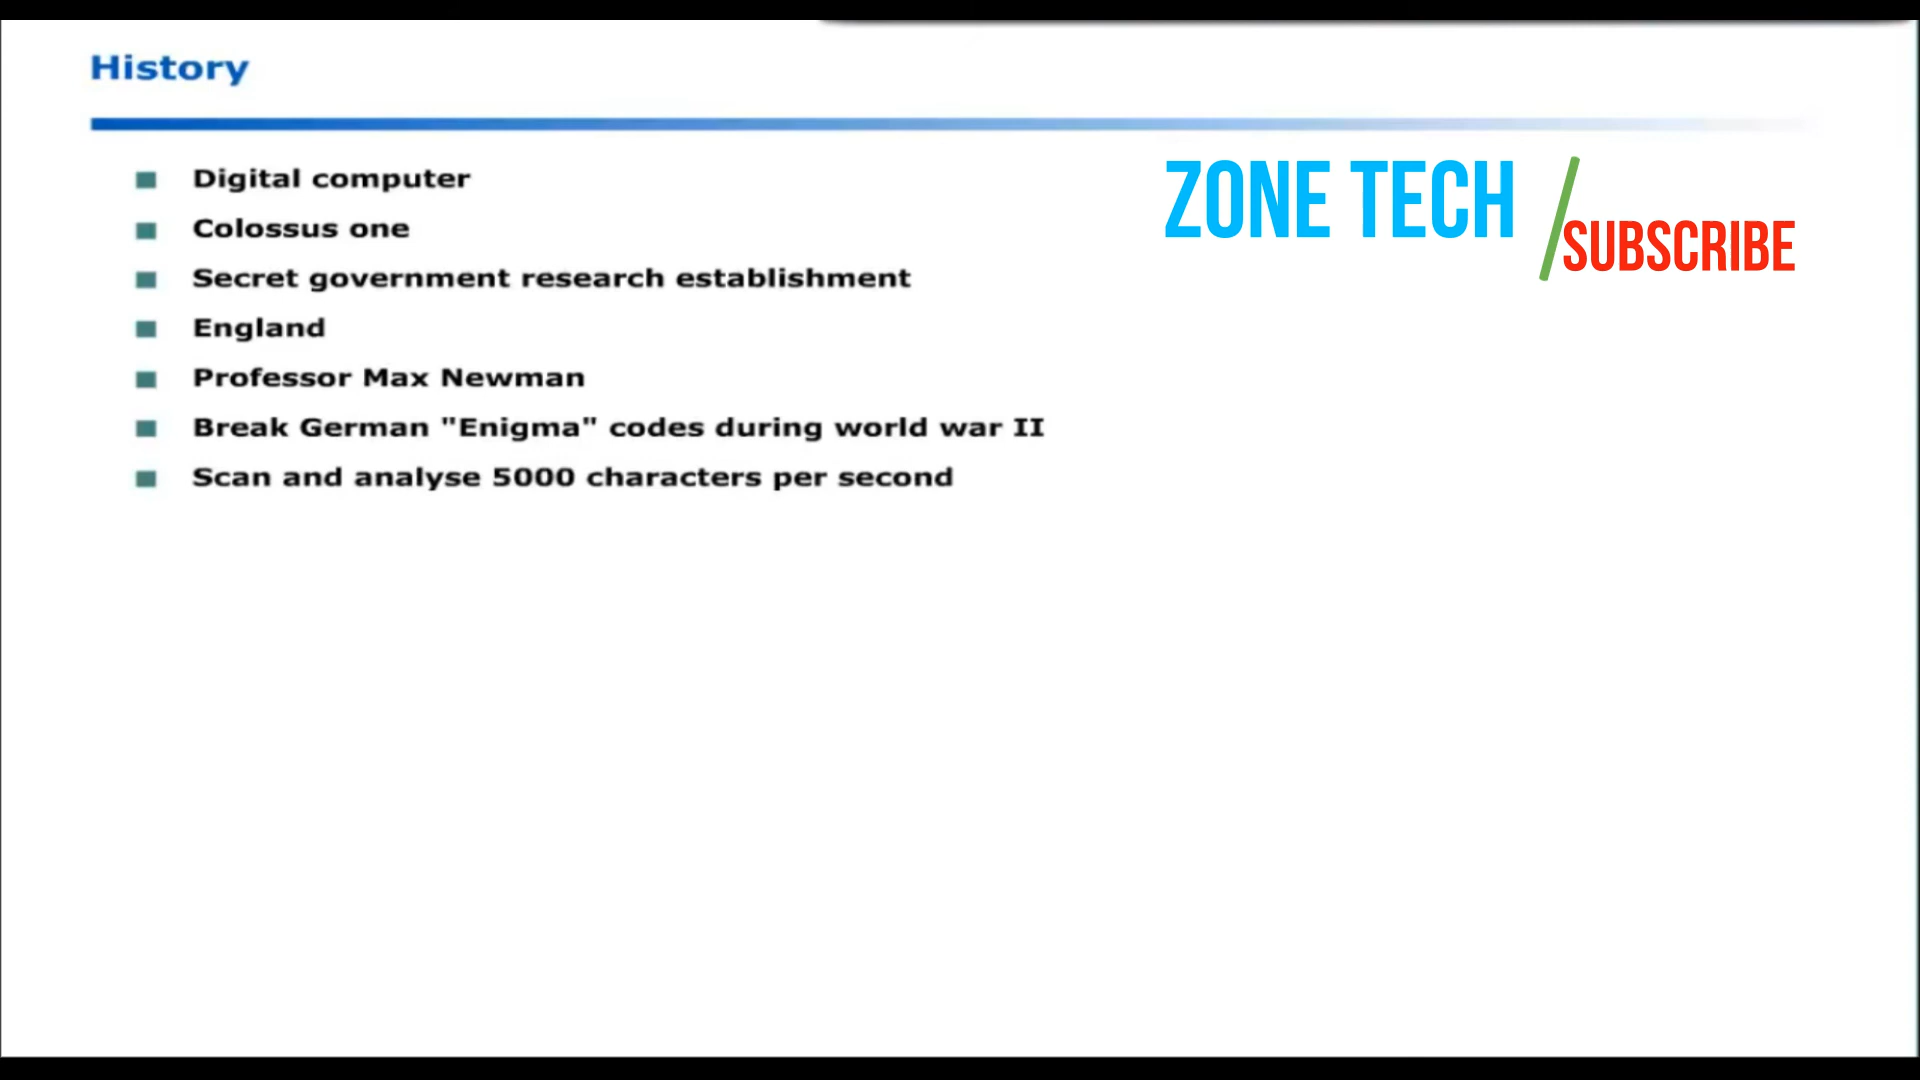 History
Digital computer
Colossus one
Secret government research establishment
England
Professor Max Newman
Break German "Enigma" codes during world war II
Scan and analyse 5000 characters per second
ZONE TECH
SUBSCRIBE